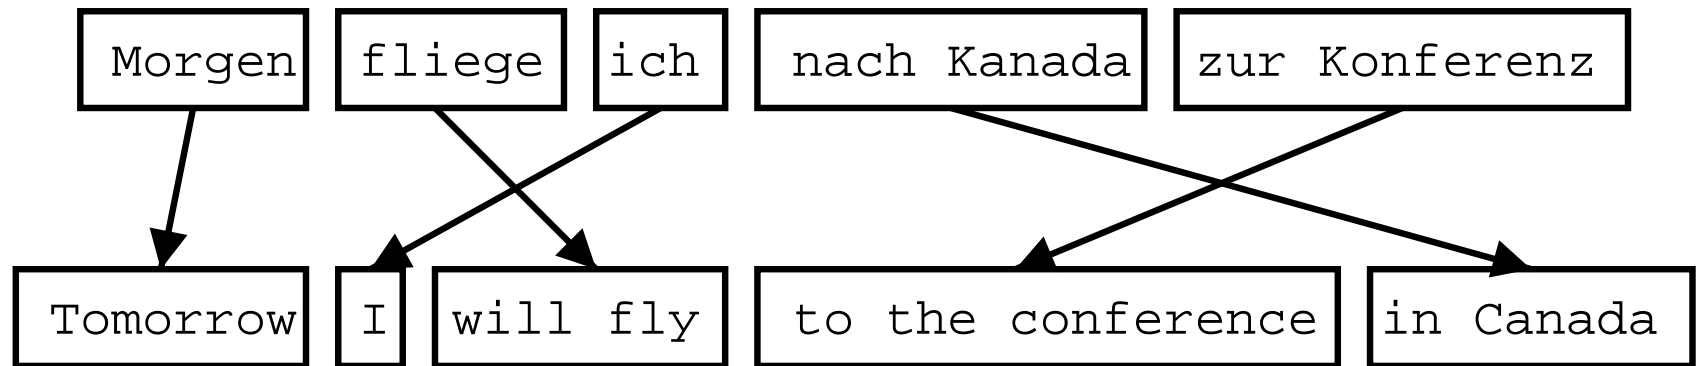 Morgen fliege ich nach Kanada zur Konferenz
Tomorrow I will fly to the conference in Canada